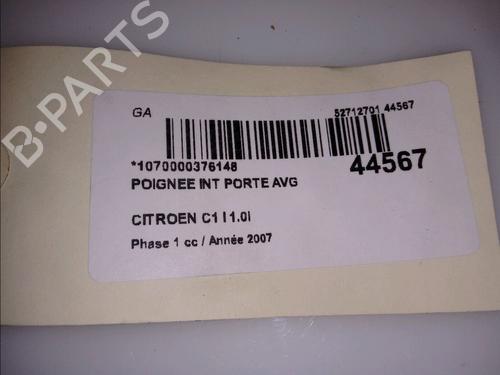 B-PARTS
GA
52712701 44567
*1070000376148
44567
POIGNEE INT PORTE AVG
CITROEN C1 I 1.0i
Phase 1 cc / Année 2007